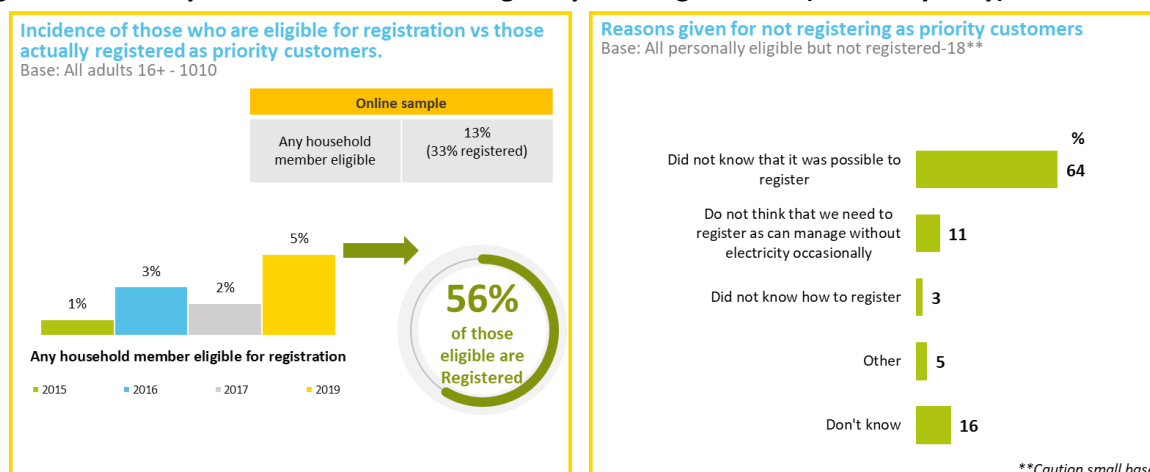 Incidence of those who are eligible for registration vs those
actually registered as priority customers.
Base: All adults 16+ - 1010
Online sample
Any household
member eligible
13%
(33% registered)
1%
3%
2%
5%
Any household member eligible for registration
2015
2016
2017
2019
56%
of those
eligible are
Registered
Reasons given for not registering as priority customers
Base: All personally eligible but not registered-18**
%
Did not know that it was possible to
register
64
Do not think that we need to
register as can manage without
electricity occasionally
11
Did not know how to register
3
Other
5
Don't know
16
**Caution small base